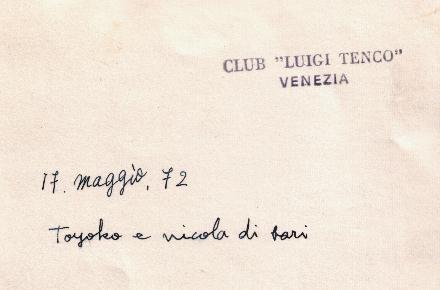 CLUB "LUIGI TENCO"
VENEZIA
17. maggio, 72
Toyoko e nicola di bari